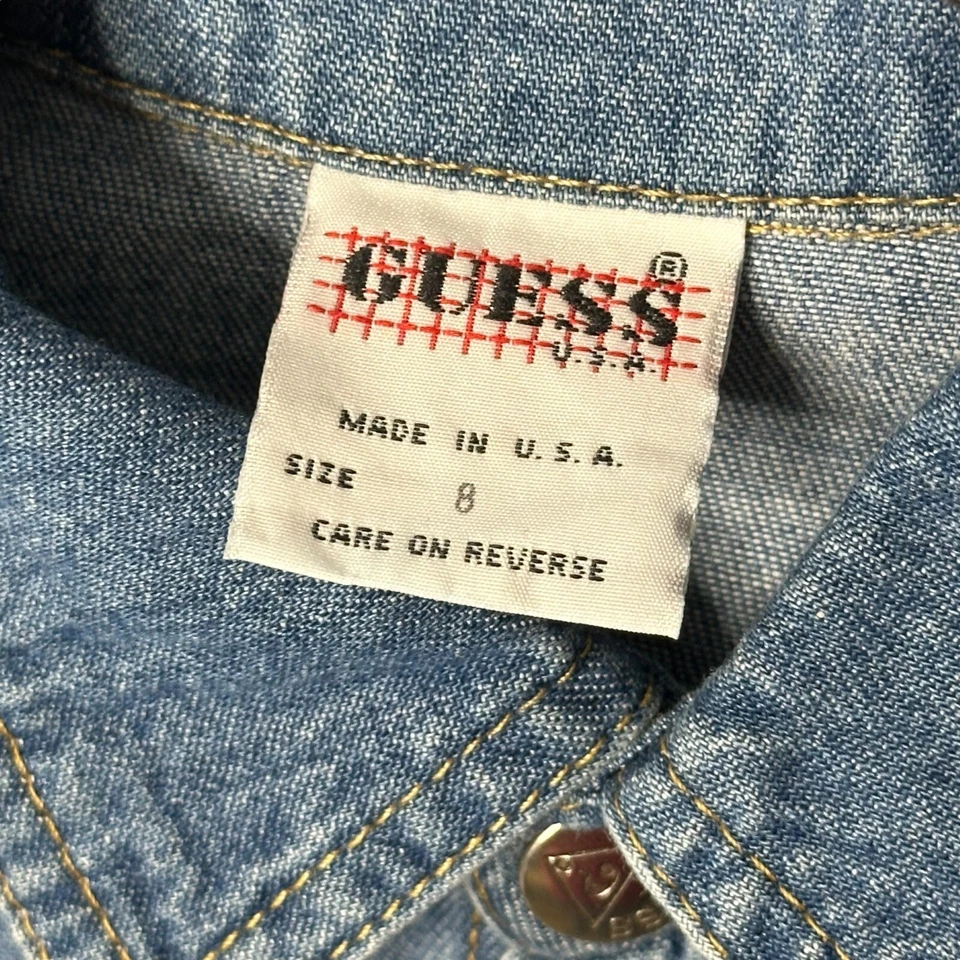 GUESS ®
U.S.A.
MADE IN U.S.A.
SIZE 8
CARE ON REVERSE
?